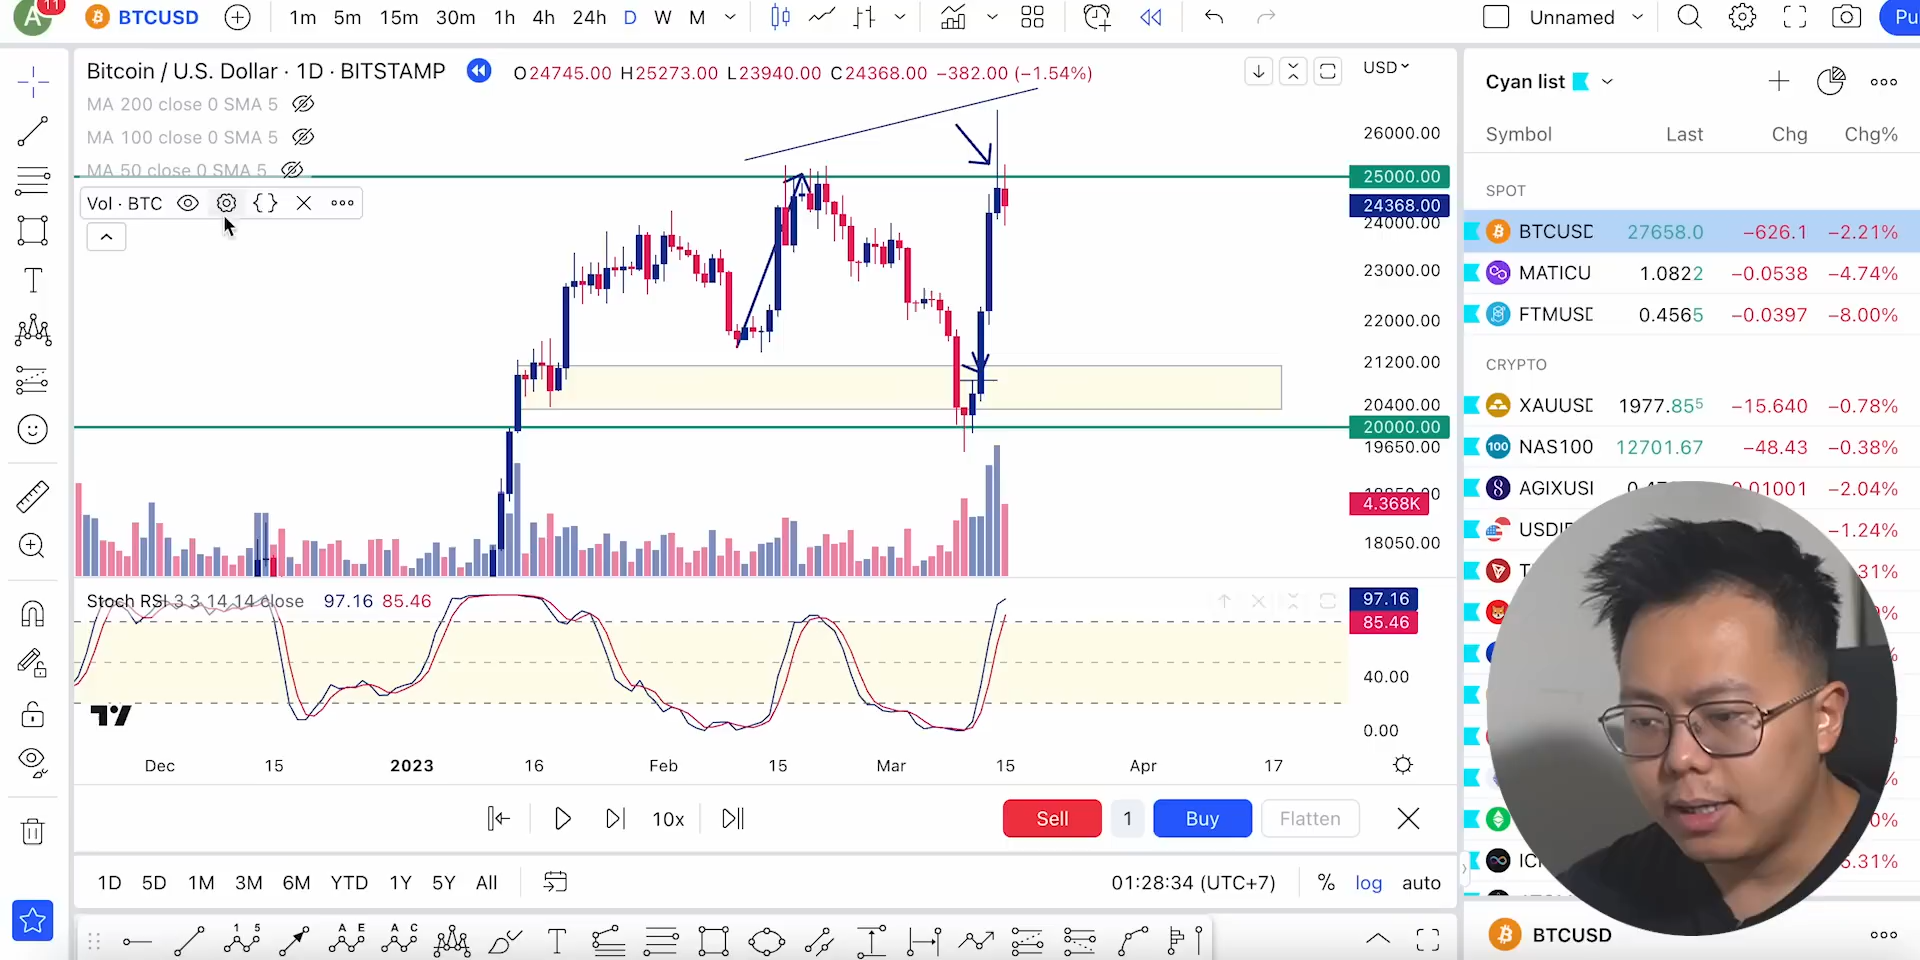 11
A
BTCUSD
1m 5m 15m 30m 1h 4h 24h D W M
Unnamed
Pu
Bitcoin / U.S. Dollar · 1D · BITSTAMP
O24745.00 H25273.00 L23940.00 C24368.00 −382.00 (−1.54%)
USD
MA 200 close 0 SMA 5
MA 100 close 0 SMA 5
MA 50 close 0 SMA 5
Vol · BTC
26000.00
25000.00
24368.00
24000.00
23000.00
22000.00
21200.00
20400.00
20000.00
19650.00
4.368K
18050.00
Stoch RSI 3 3 14 14 close 97.16 85.46
97.16
85.46
40.00
0.00
Dec 15 2023 16 Feb 15 Mar 15 Apr 17
10x
Sell 1 Buy Flatten
1D 5D 1M 3M 6M YTD 1Y 5Y All
01:28:34 (UTC+7) % log auto
1 5
A E
A C
T
Cyan list
Symbol Last Chg Chg%
SPOT
BTCUSD 27658.0 −626.1 −2.21%
MATICU 1.0822 −0.0538 −4.74%
FTMUSD 0.4565 −0.0397 −8.00%
CRYPTO
XAUUSD 1977.855 −15.640 −0.78%
100 NAS100 12701.67 −48.43 −0.38%
AGIXUSI 0.01001 −2.04%
−1.24%
BTCUSD